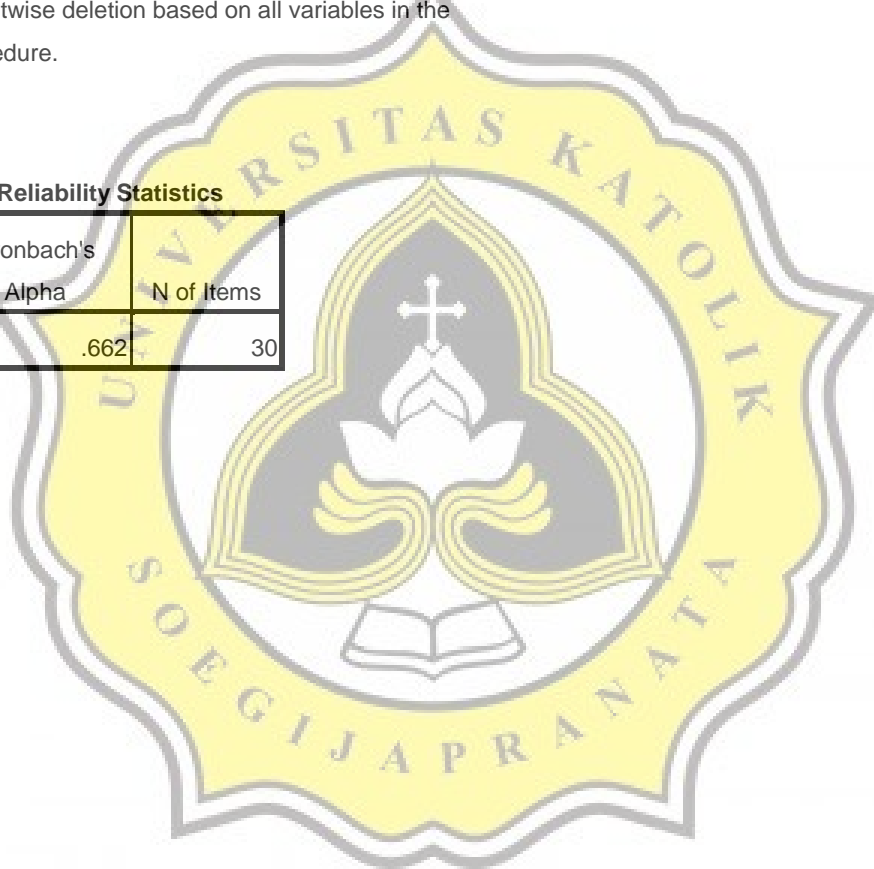 twise deletion based on all variables in the
edure.
Reliability Statistics
onbach's
Alpha
N of Items
.662
30
UNIVERSITAS KATOLIK
SOEGIJAPRANATA